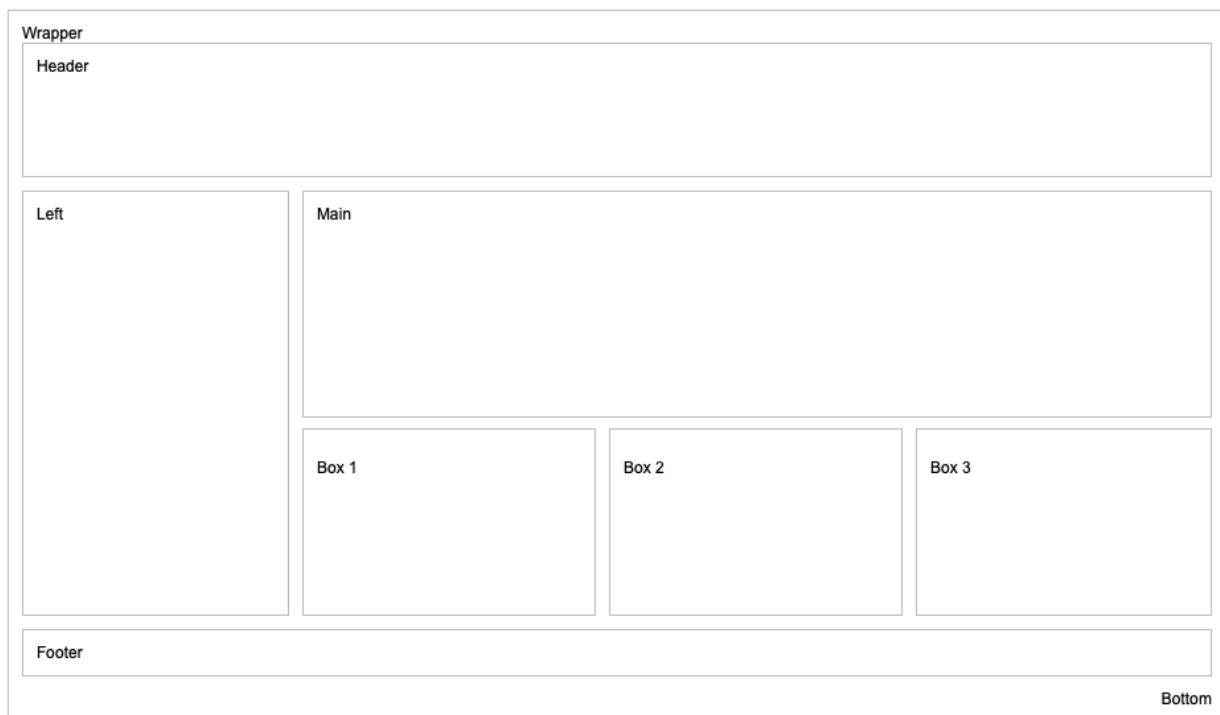 Wrapper
Header
Left
Main
Box 1
Box 2
Box 3
Footer
Bottom